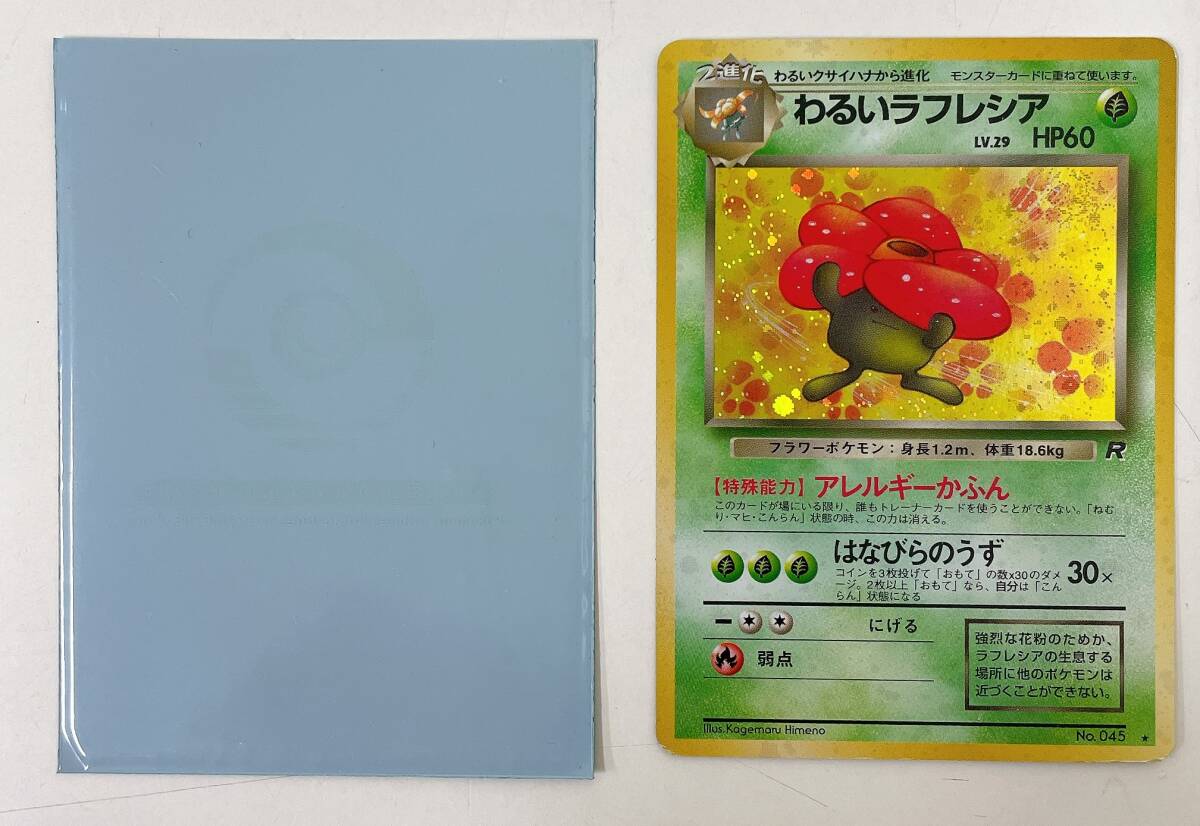 2進化 わるいクサイハナから進化 モンスターカードに重ねて使います。
わるいラフレシア
LV.29 HP60
フラワーポケモン：身長1.2m、体重18.6kg R
【特殊能力】アレルギーかふん
このカードが場にいる限り、誰もトレーナーカードを使うことができない。「ねむ
り・マヒ・こんらん」状態の時、この力は消える。
はなびらのうず
コインを3枚投げて「おもて」の数x30のダメ
ージ。2枚以上「おもて」なら、自分は「こん
らん」状態になる
30×
にげる
弱点
強烈な花粉のためか、
ラフレシアの生息する
場所に他のポケモンは
近づくことができない。
Illus.Kagemaru Himeno
No. 045 ★